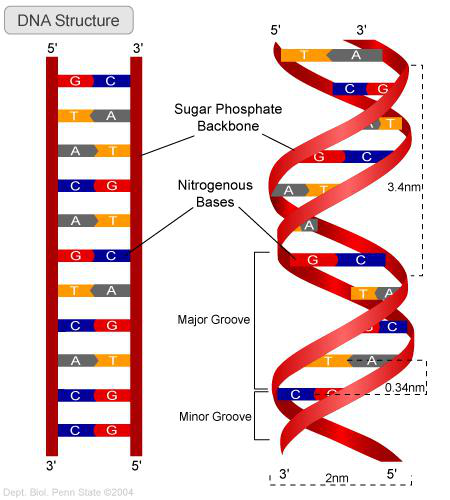 DNA Structure
5' 3'
G C
T A
A T
C G
A T
G C
T A
C G
A T
C G
C G
3' 5'
Sugar Phosphate
Backbone
Nitrogenous
Bases
Major Groove
Minor Groove
5' 3'
T A
C G
A T
G C
A T
A
G C
T A
G C
T A
C G
3.4nm
0.34nm
3' 5'
2nm
Dept. Biol. Penn State ©2004